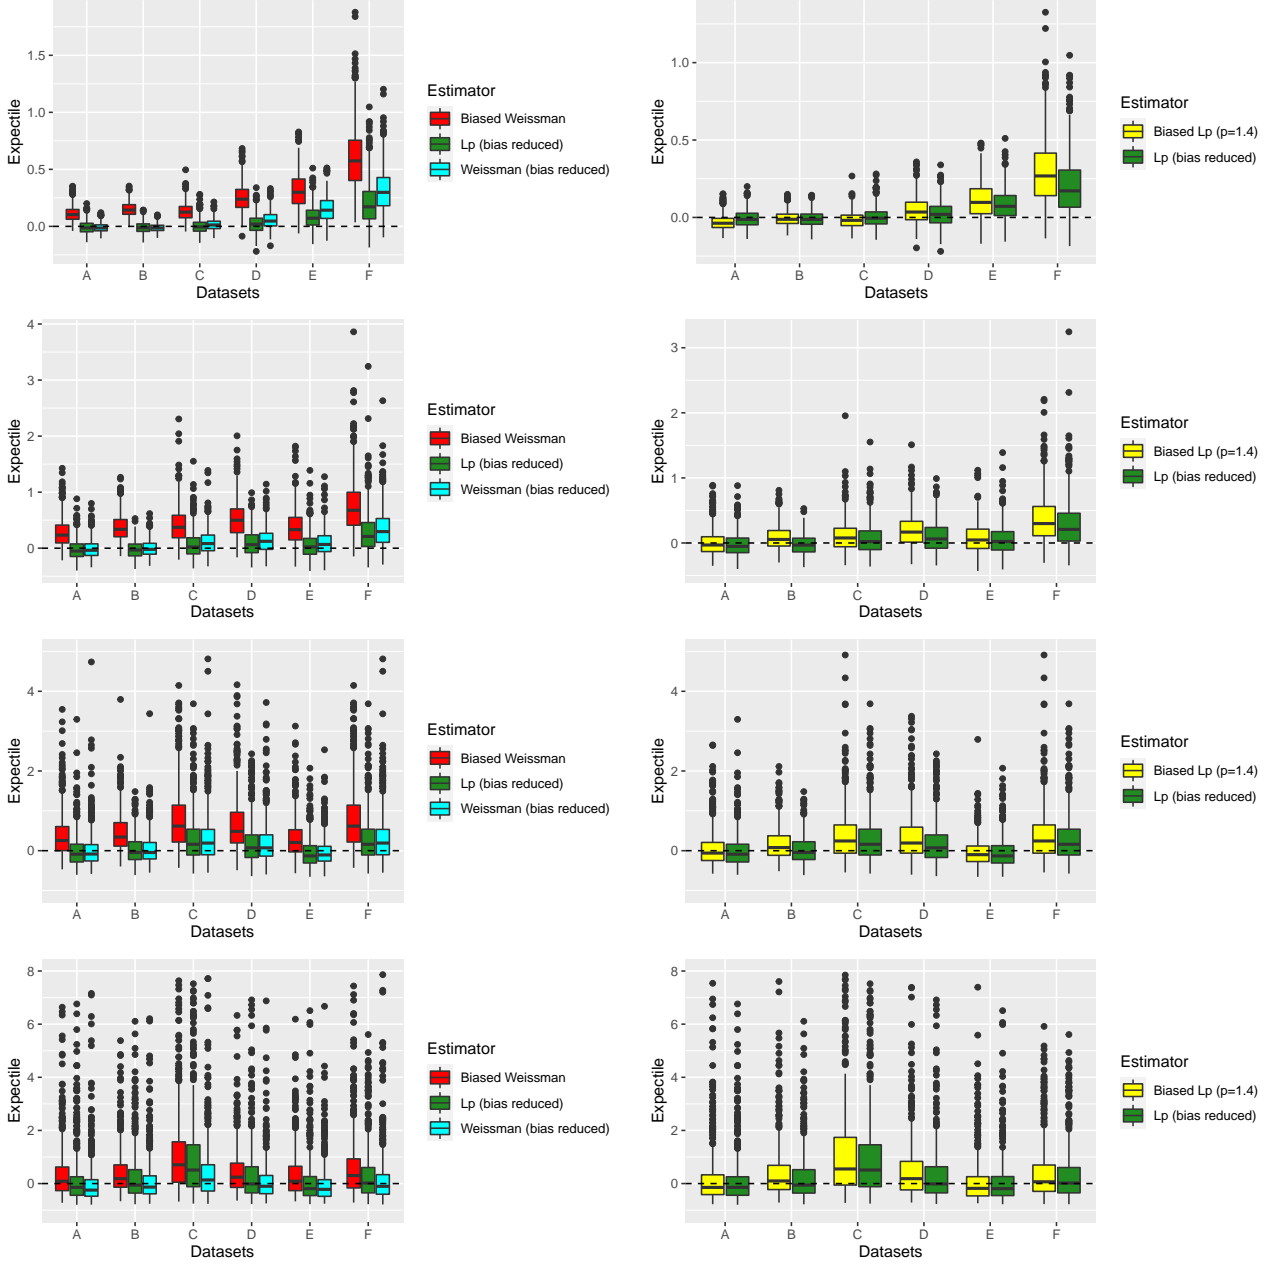 1.5
1.0
0.5
0.0
Expectile
A B C D E F
Datasets
Estimator
Biased Weissman
Lp (bias reduced)
Weissman (bias reduced)
1.0
0.5
0.0
Expectile
A B C D E F
Datasets
Estimator
Biased Lp (p=1.4)
Lp (bias reduced)
4
3
2
1
0
Expectile
A B C D E F
Datasets
Estimator
Biased Weissman
Lp (bias reduced)
Weissman (bias reduced)
3
2
1
0
Expectile
A B C D E F
Datasets
Estimator
Biased Lp (p=1.4)
Lp (bias reduced)
4
2
0
Expectile
A B C D E F
Datasets
Estimator
Biased Weissman
Lp (bias reduced)
Weissman (bias reduced)
4
2
0
Expectile
A B C D E F
Datasets
Estimator
Biased Lp (p=1.4)
Lp (bias reduced)
8
6
4
2
0
Expectile
A B C D E F
Datasets
Estimator
Biased Weissman
Lp (bias reduced)
Weissman (bias reduced)
8
6
4
2
0
Expectile
A B C D E F
Datasets
Estimator
Biased Lp (p=1.4)
Lp (bias reduced)